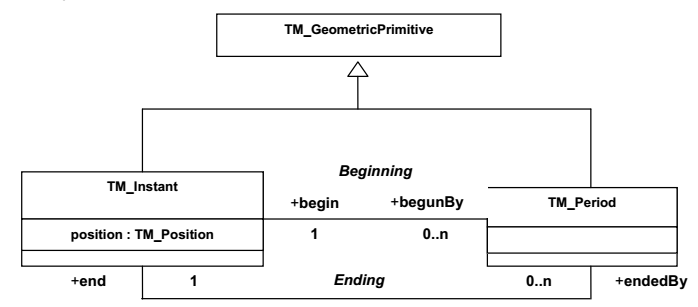 TM_GeometricPrimitive
Beginning
TM_Instant
+begin +begunBy
TM_Period
position : TM_Position
1 0..n
+end 1 Ending 0..n +endedBy